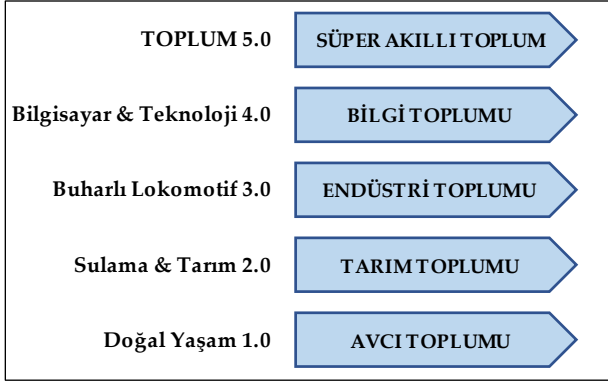 TOPLUM 5.0 SÜPER AKILLI TOPLUM
Bilgisayar & Teknoloji 4.0 BİLGİ TOPLUMU
Buharlı Lokomotif 3.0 ENDÜSTRİ TOPLUMU
Sulama & Tarım 2.0 TARIM TOPLUMU
Doğal Yaşam 1.0 AVCI TOPLUMU